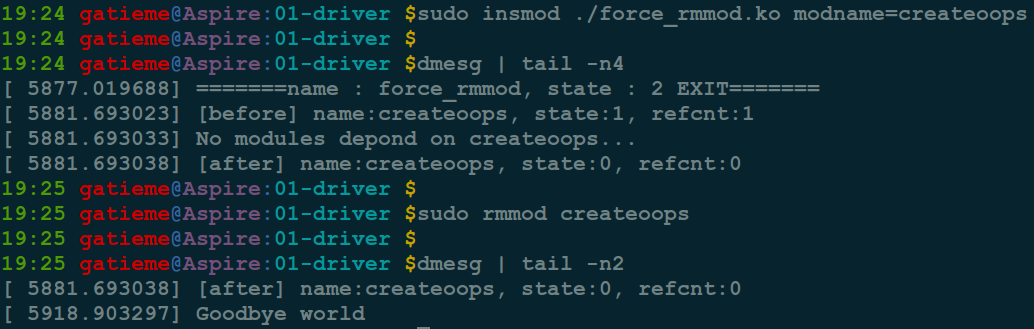 19:24 gatieme@Aspire:01-driver $sudo insmod ./force_rmmod.ko modname=createoops
19:24 gatieme@Aspire:01-driver $
19:24 gatieme@Aspire:01-driver $dmesg | tail -n4
[ 5877.019688] =======name : force_rmmod, state : 2 EXIT=======
[ 5881.693023] [before] name:createoops, state:1, refcnt:1
[ 5881.693033] No modules depond on createoops...
[ 5881.693038] [after] name:createoops, state:0, refcnt:0
19:25 gatieme@Aspire:01-driver $
19:25 gatieme@Aspire:01-driver $sudo rmmod createoops
19:25 gatieme@Aspire:01-driver $
19:25 gatieme@Aspire:01-driver $dmesg | tail -n2
[ 5881.693038] [after] name:createoops, state:0, refcnt:0
[ 5918.903297] Goodbye world